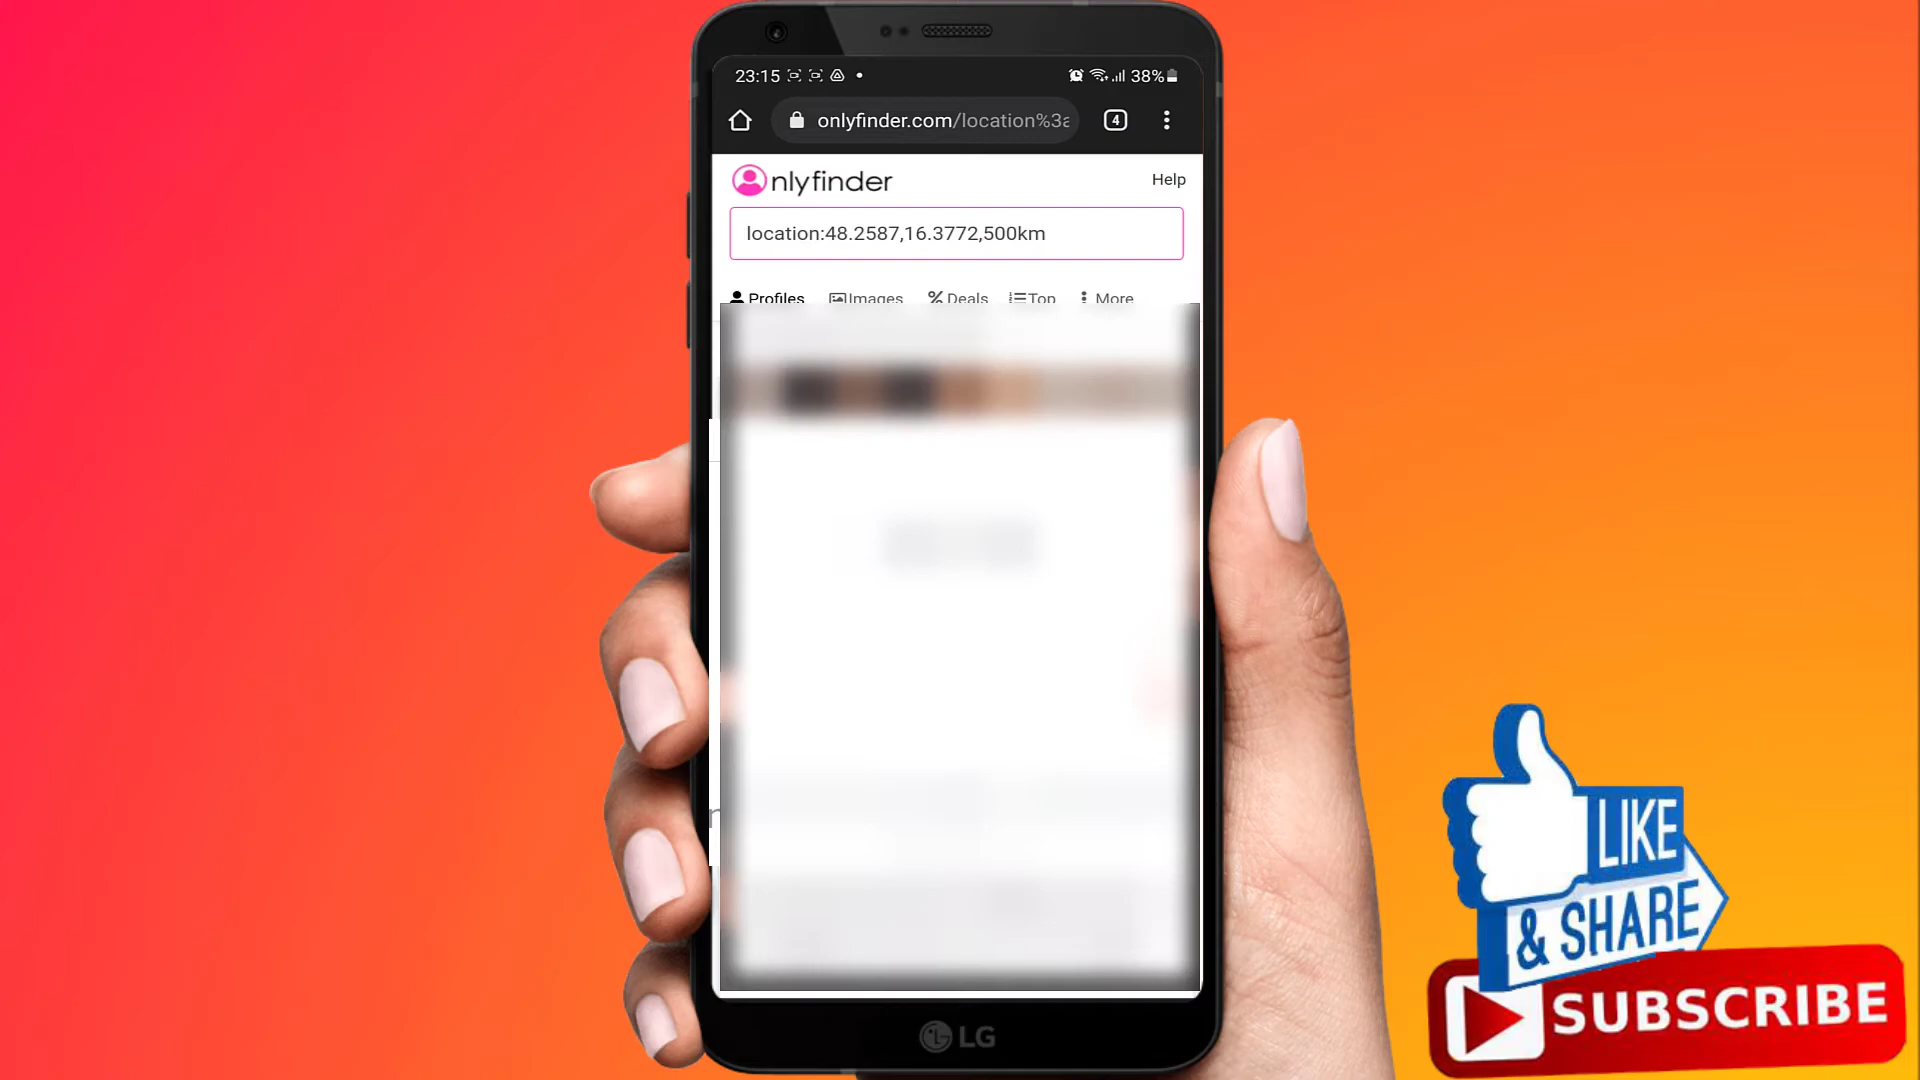 23:15
38%
onlyfinder.com/location%3a
4
nlyfinder
Help
location:48.2587,16.3772,500km
Profiles
Images
Deals
Top
More
LG
LIKE
& SHARE
SUBSCRIBE